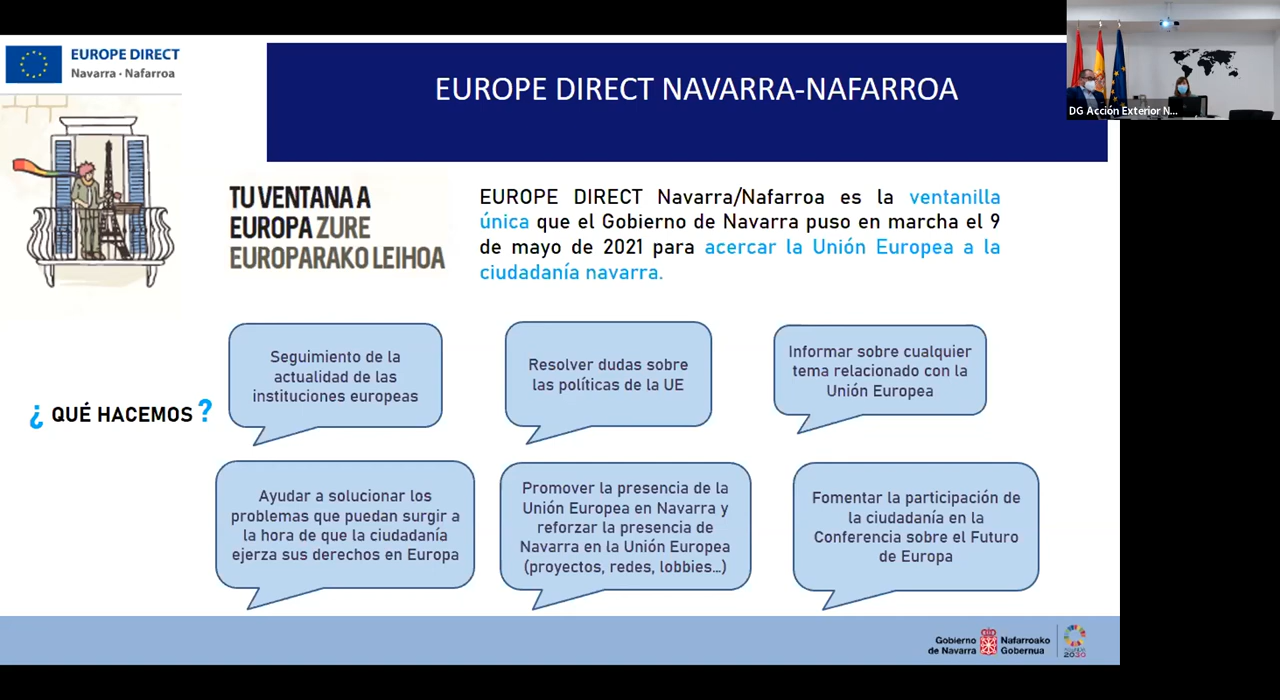 EUROPE DIRECT
Navarra · Nafarroa
EUROPE DIRECT NAVARRA-NAFARROA
DG Acción Exterior N...
TU VENTANA A
EUROPA ZURE
EUROPARAKO LEIHOA
EUROPE DIRECT Navarra/Nafarroa es la ventanilla
única que el Gobierno de Navarra puso en marcha el 9
de mayo de 2021 para acercar la Unión Europea a la
ciudadanía navarra.
¿ QUÉ HACEMOS ?
Seguimiento de la
actualidad de las
instituciones europeas
Resolver dudas sobre
las políticas de la UE
Informar sobre cualquier
tema relacionado con la
Unión Europea
Ayudar a solucionar los
problemas que puedan surgir a
la hora de que la ciudadanía
ejerza sus derechos en Europa
Promover la presencia de la
Unión Europea en Navarra y
reforzar la presencia de
Navarra en la Unión Europea
(proyectos, redes, lobbies...)
Fomentar la participación de
la ciudadanía en la
Conferencia sobre el Futuro
de Europa
Gobierno
de Navarra
Nafarroako
Gobernua
AGENDA
2030